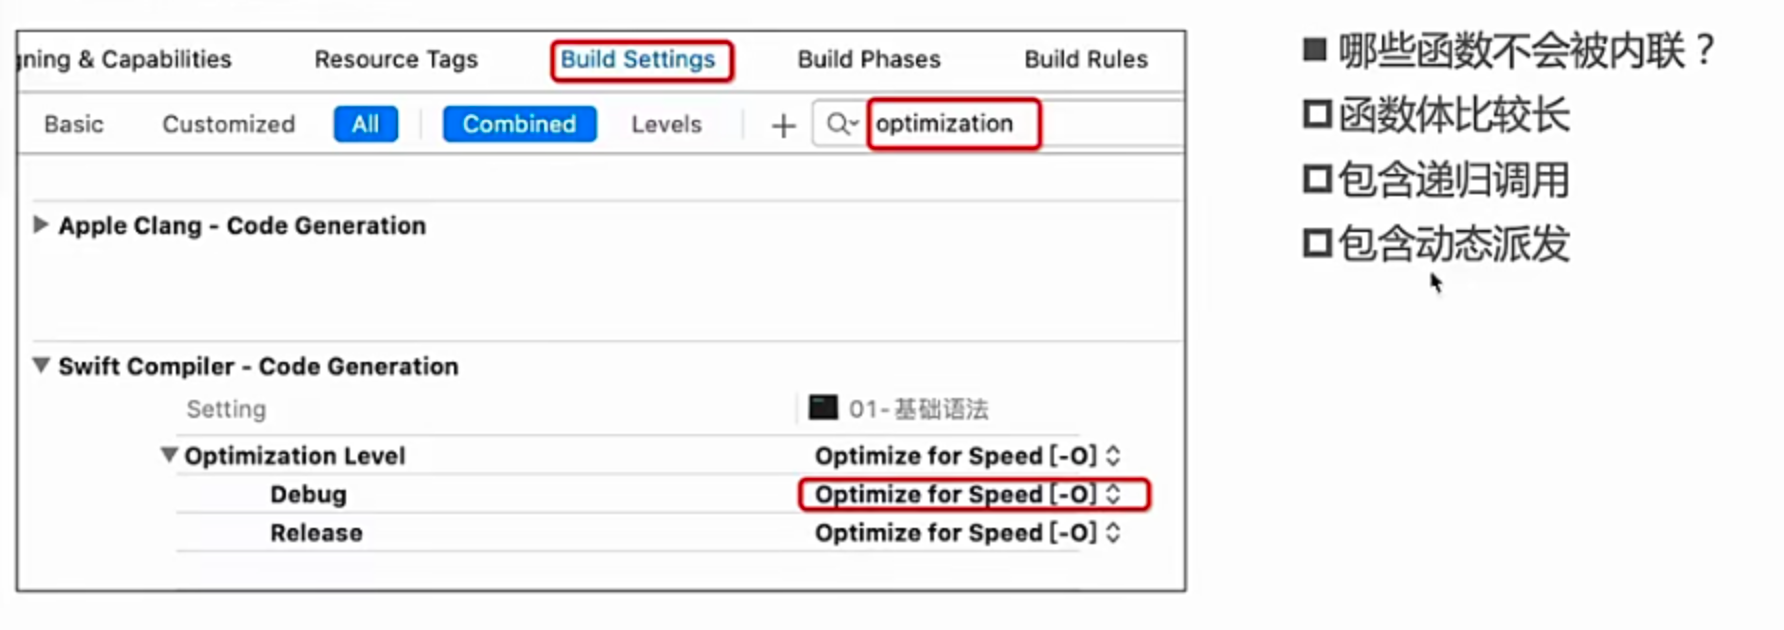 gning & Capabilities Resource Tags Build Settings Build Phases Build Rules
Basic Customized All Combined Levels + optimization
Apple Clang - Code Generation
Swift Compiler - Code Generation
Setting 01-基础语法
Optimization Level Optimize for Speed [-O]
Debug Optimize for Speed [-O]
Release Optimize for Speed [-O]
哪些函数不会被内联？
函数体比较长
包含递归调用
包含动态派发